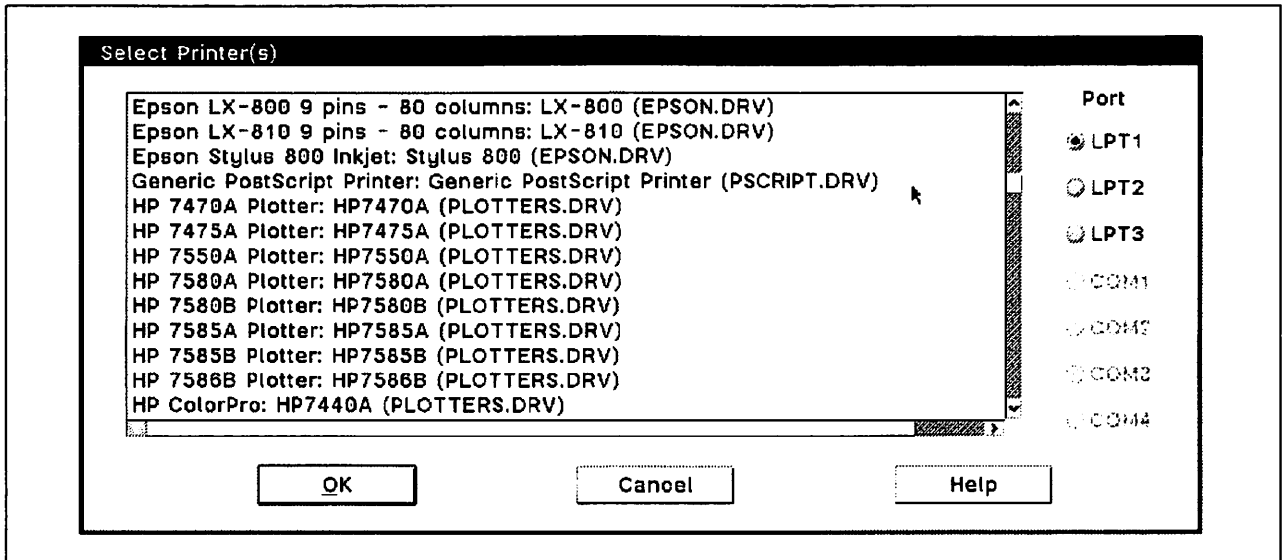 Select Printer(s)
Epson LX-800 9 pins - 80 columns: LX-800 (EPSON.DRV)
Epson LX-810 9 pins - 80 columns: LX-810 (EPSON.DRV)
Epson Stylus 800 Inkjet: Stylus 800 (EPSON.DRV)
Generic PostScript Printer: Generic PostScript Printer (PSCRIPT.DRV)
HP 7470A Plotter: HP7470A (PLOTTERS.DRV)
HP 7475A Plotter: HP7475A (PLOTTERS.DRV)
HP 7550A Plotter: HP7550A (PLOTTERS.DRV)
HP 7580A Plotter: HP7580A (PLOTTERS.DRV)
HP 7580B Plotter: HP7580B (PLOTTERS.DRV)
HP 7585A Plotter: HP7585A (PLOTTERS.DRV)
HP 7585B Plotter: HP7585B (PLOTTERS.DRV)
HP 7586B Plotter: HP7586B (PLOTTERS.DRV)
HP ColorPro: HP7440A (PLOTTERS.DRV)
Port
LPT1
LPT2
LPT3
COM1
COM2
COM3
COM4
OK
Cancel
Help